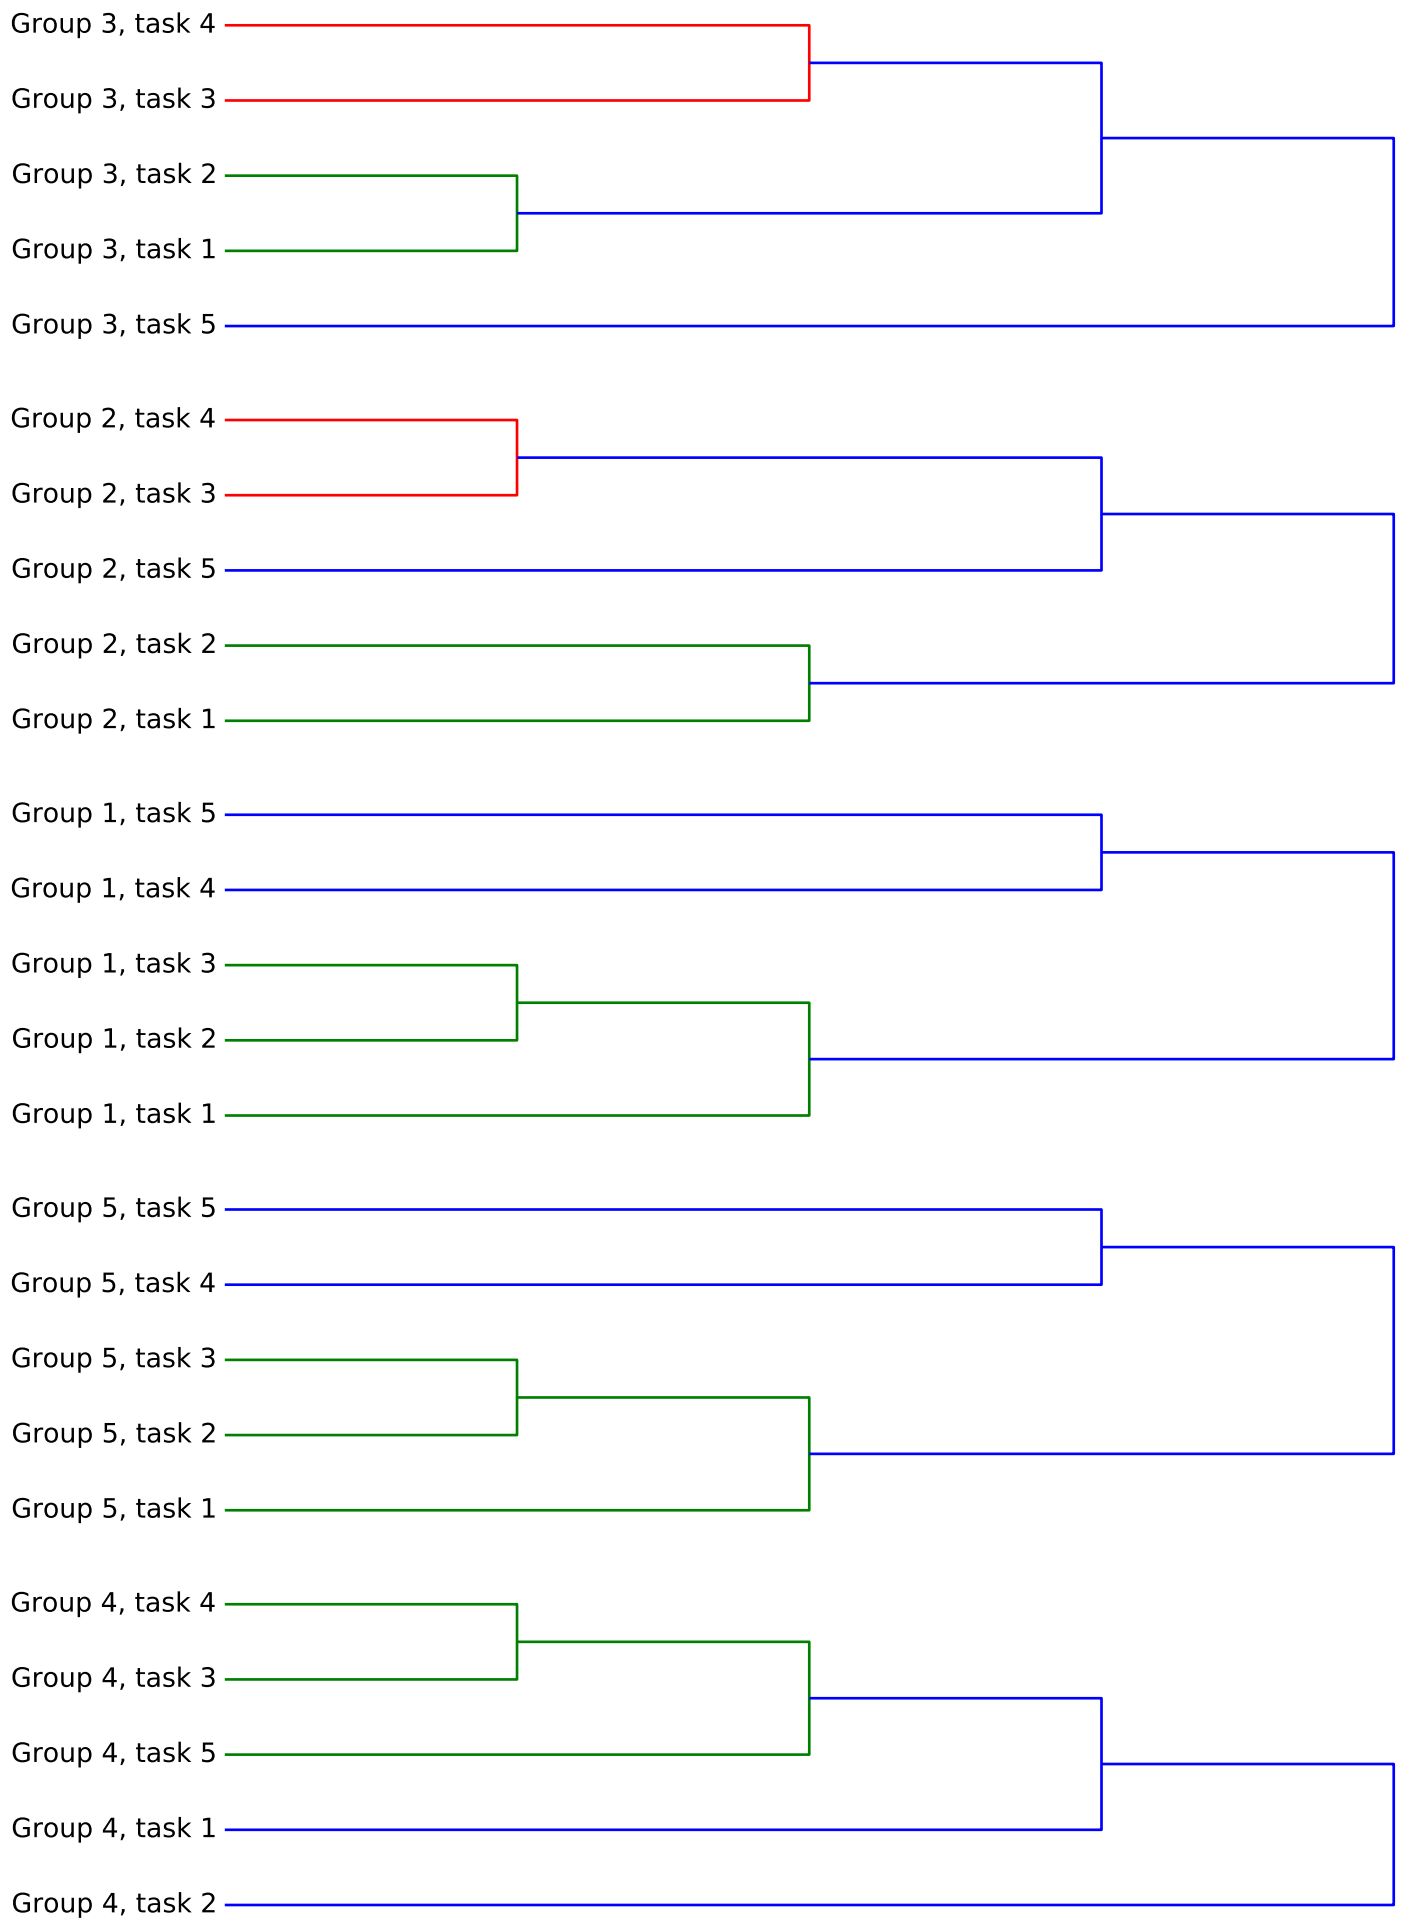 Group 3, task 4
Group 3, task 3
Group 3, task 2
Group 3, task 1
Group 3, task 5
Group 2, task 4
Group 2, task 3
Group 2, task 5
Group 2, task 2
Group 2, task 1
Group 1, task 5
Group 1, task 4
Group 1, task 3
Group 1, task 2
Group 1, task 1
Group 5, task 5
Group 5, task 4
Group 5, task 3
Group 5, task 2
Group 5, task 1
Group 4, task 4
Group 4, task 3
Group 4, task 5
Group 4, task 1
Group 4, task 2